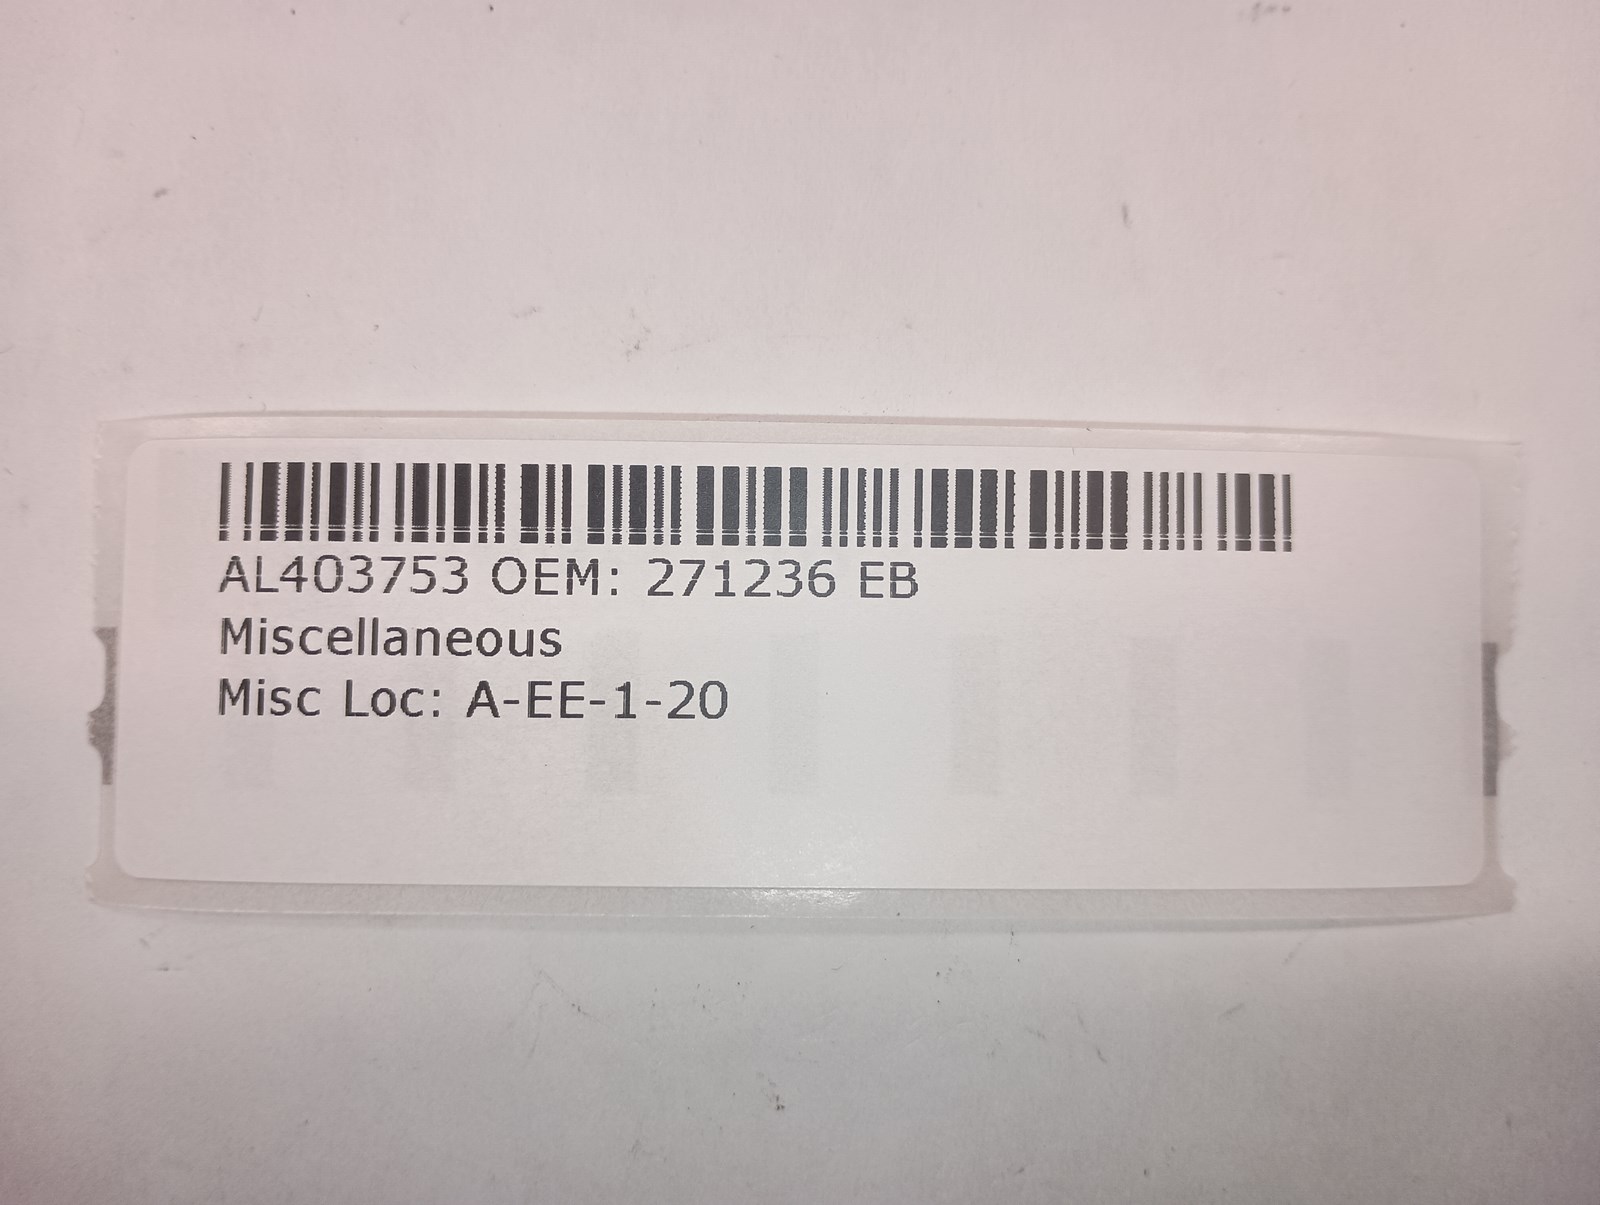 AL403753 OEM: 271236 EB
Miscellaneous
Misc Loc: A-EE-1-20